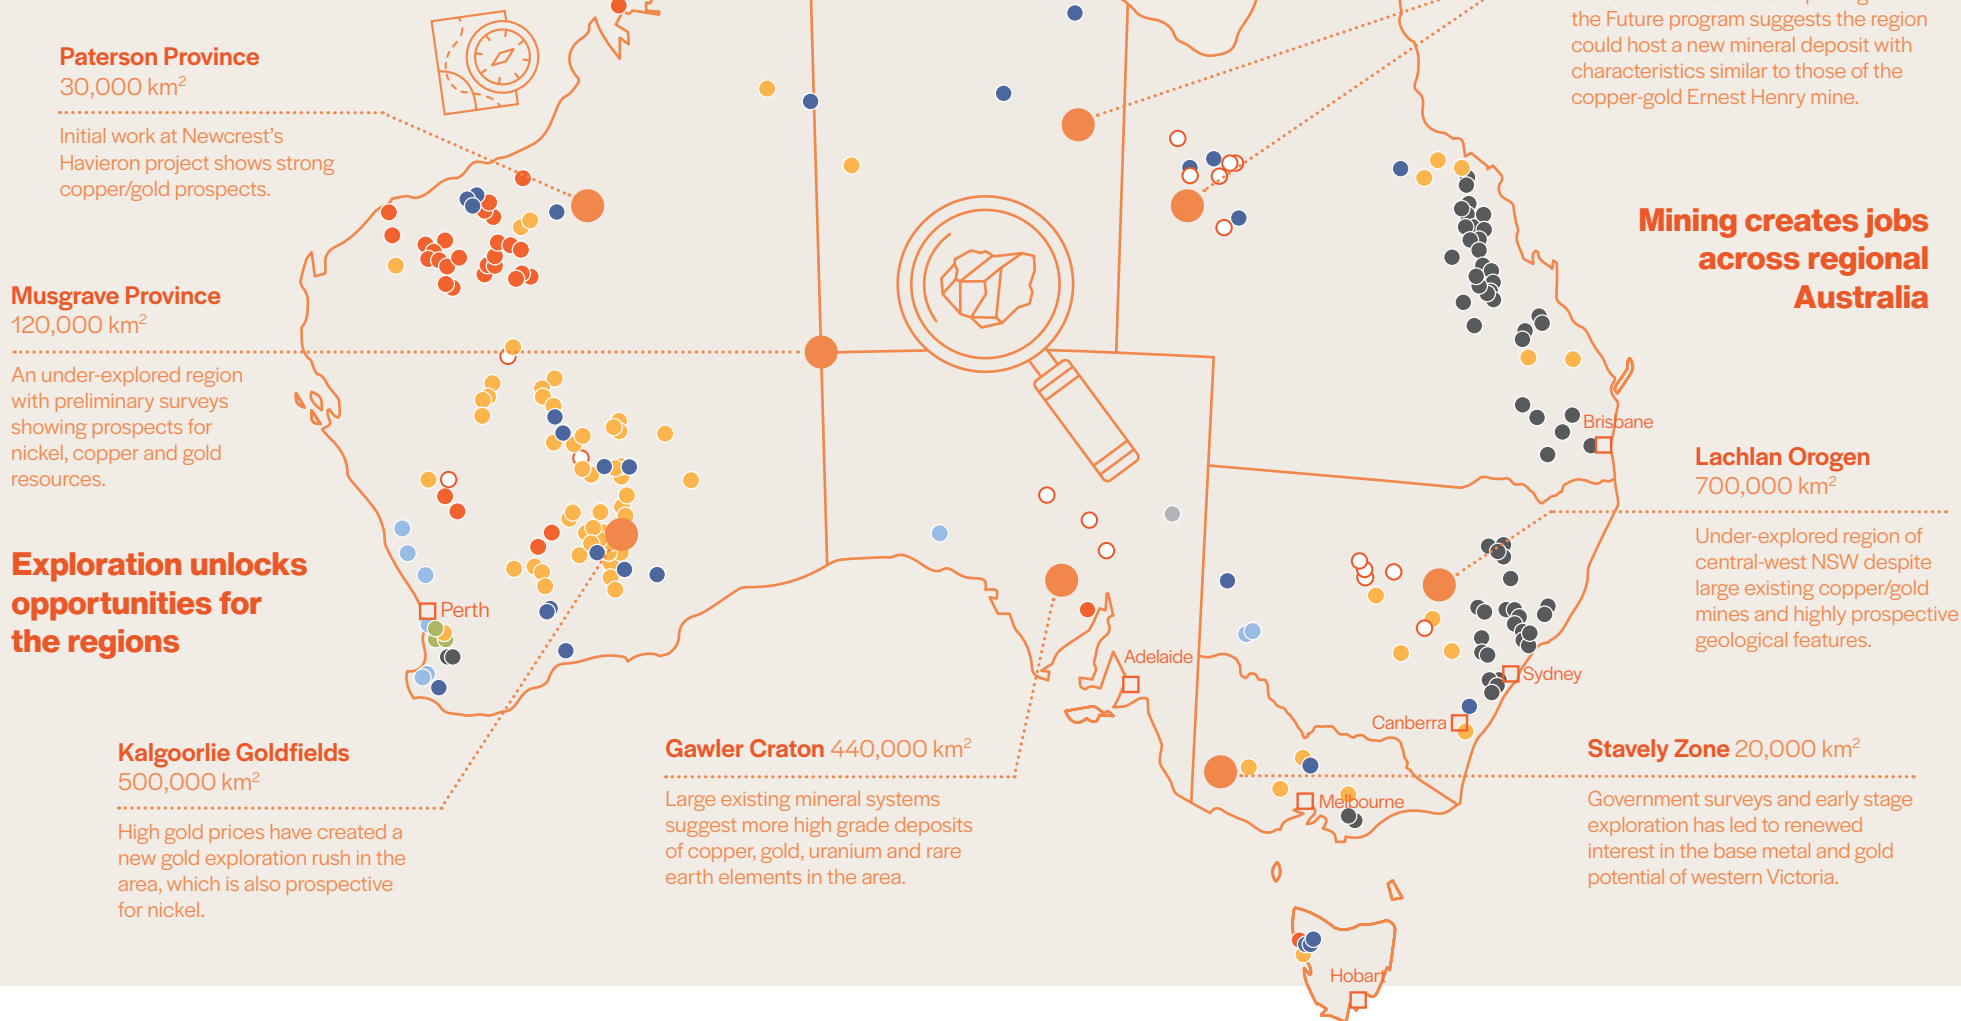 the Future program suggests the region
could host a new mineral deposit with
characteristics similar to those of the
copper-gold Ernest Henry mine.
Paterson Province
30,000 km²
Initial work at Newcrest’s
Havieron project shows strong
copper/gold prospects.
Mining creates jobs
across regional
Australia
Musgrave Province
120,000 km²
An under-explored region
with preliminary surveys
showing prospects for
nickel, copper and gold
resources.
Brisbane
Lachlan Orogen
700,000 km²
Under-explored region of
central-west NSW despite
large existing copper/gold
mines and highly prospective
geological features.
Exploration unlocks
opportunities for
the regions
Perth
Adelaide
Sydney
Canberra
Melbourne
Kalgoorlie Goldfields
500,000 km²
High gold prices have created a
new gold exploration rush in the
area, which is also prospective
for nickel.
Gawler Craton 440,000 km²
Large existing mineral systems
suggest more high grade deposits
of copper, gold, uranium and rare
earth elements in the area.
Stavely Zone 20,000 km²
Government surveys and early stage
exploration has led to renewed
interest in the base metal and gold
potential of western Victoria.
Hobart